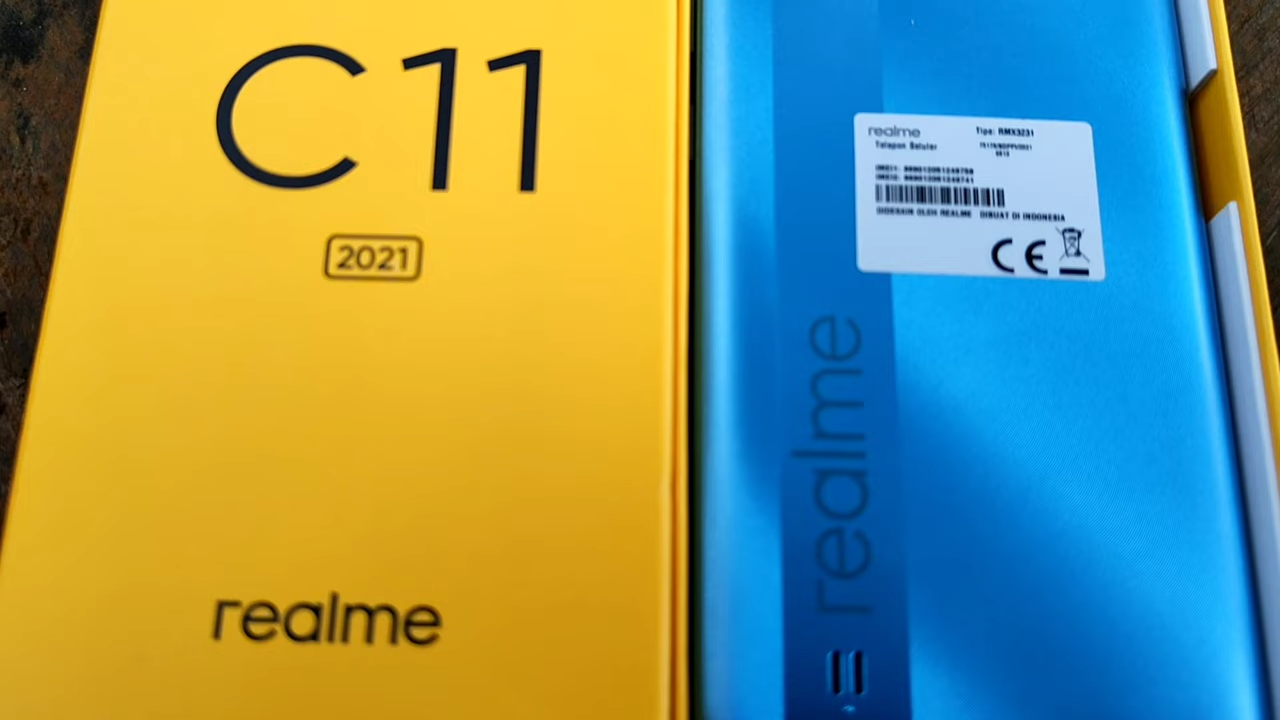 C11
2021
realme
realme
Tipe: RMX3231
Telepon Seluler
DIDESAIN OLEH REALME DIBUAT DI INDONESIA
CE
realme